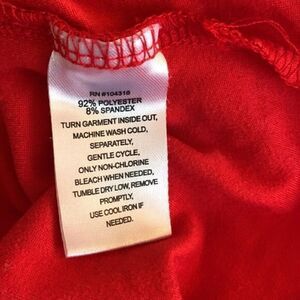 RN #104318
92% POLYESTER
8% SPANDEX
TURN GARMENT INSIDE OUT,
MACHINE WASH COLD,
SEPARATELY,
GENTLE CYCLE,
ONLY NON-CHLORINE
BLEACH WHEN NEEDED,
TUMBLE DRY LOW, REMOVE
PROMPTLY,
USE COOL IRON IF
NEEDED.